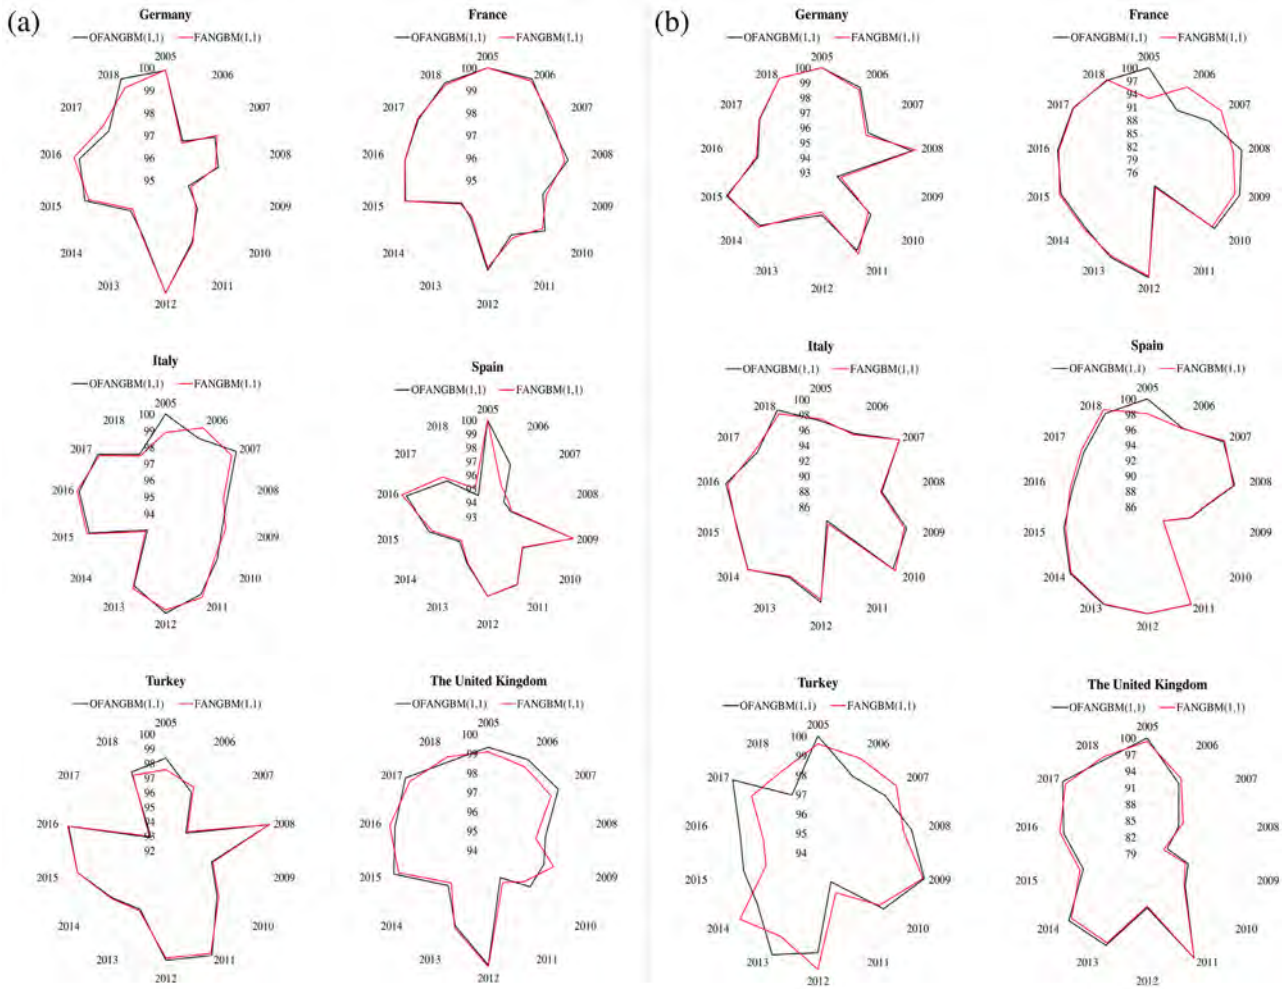 (a)
Germany
OFANGBM(1,1) FANGBM(1,1)
2005
2018 100 2006
99
2017 98 2007
97
2016 96 2008
95
2015 2009
2014 2010
2013 2011
2012
France
OFANGBM(1,1) FANGBM(1,1)
2005
2018 100 2006
99
2017 98 2007
97
2016 96 2008
95
2015 2009
2014 2010
2013 2011
2012
Italy
OFANGBM(1,1) FANGBM(1,1)
2005
2018 100 2006
99
2017 98 2007
97
2016 96 2008
95
94
2015 2009
2014 2010
2013 2011
2012
Spain
OFANGBM(1,1) FANGBM(1,1)
2005
2018 100 2006
99
98
2017 97 2007
96
2016 95 2008
94
93
2015 2009
2014 2010
2013 2011
2012
Turkey
OFANGBM(1,1) FANGBM(1,1)
2005
2018 100 2006
99
98
2017 97 2007
96
95
2016 94 2008
93
92
2015 2009
2014 2010
2013 2011
2012
The United Kingdom
OFANGBM(1,1) FANGBM(1,1)
2005
2018 100 2006
99
2017 98 2007
97
2016 96 2008
95
94
2015 2009
2014 2010
2013 2011
2012
(b)
Germany
OFANGBM(1,1) FANGBM(1,1)
2005
2018 100 2006
99
98
2017 97 2007
96
2016 95 2008
94
93
2015 2009
2014 2010
2013 2011
2012
France
OFANGBM(1,1) FANGBM(1,1)
2005
2018 100 2006
97
94
2017 91 2007
88
85
2016 82 2008
79
76
2015 2009
2014 2010
2013 2011
2012
Italy
OFANGBM(1,1) FANGBM(1,1)
2005
2018 100 2006
98
96
2017 94 2007
92
2016 90 2008
88
86
2015 2009
2014 2010
2013 2011
2012
Spain
OFANGBM(1,1) FANGBM(1,1)
2005
2018 100 2006
98
96
2017 94 2007
92
2016 90 2008
88
86
2015 2009
2014 2010
2013 2011
2012
Turkey
OFANGBM(1,1) FANGBM(1,1)
2005
2018 100 2006
99
2017 98 2007
97
2016 96 2008
95
94
2015 2009
2014 2010
2013 2011
2012
The United Kingdom
OFANGBM(1,1) FANGBM(1,1)
2005
2018 100 2006
97
94
2017 91 2007
88
2016 85 2008
82
79
2015 2009
2014 2010
2013 2011
2012